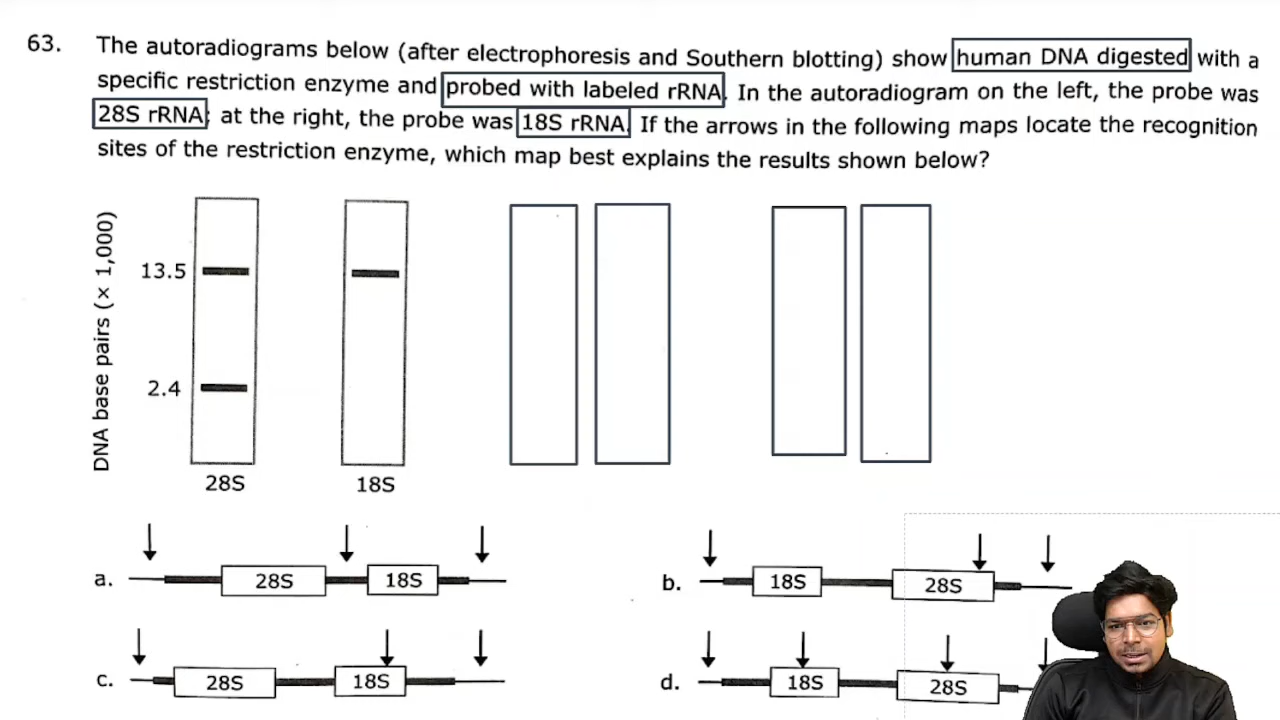 63. The autoradiograms below (after electrophoresis and Southern blotting) show human DNA digested with a
specific restriction enzyme and probed with labeled rRNA. In the autoradiogram on the left, the probe was
28S rRNA; at the right, the probe was 18S rRNA. If the arrows in the following maps locate the recognition
sites of the restriction enzyme, which map best explains the results shown below?
DNA base pairs (× 1,000)
13.5
2.4
28S 18S
a. 28S 18S
b. 18S 28S
c. 28S 18S
d. 18S 28S